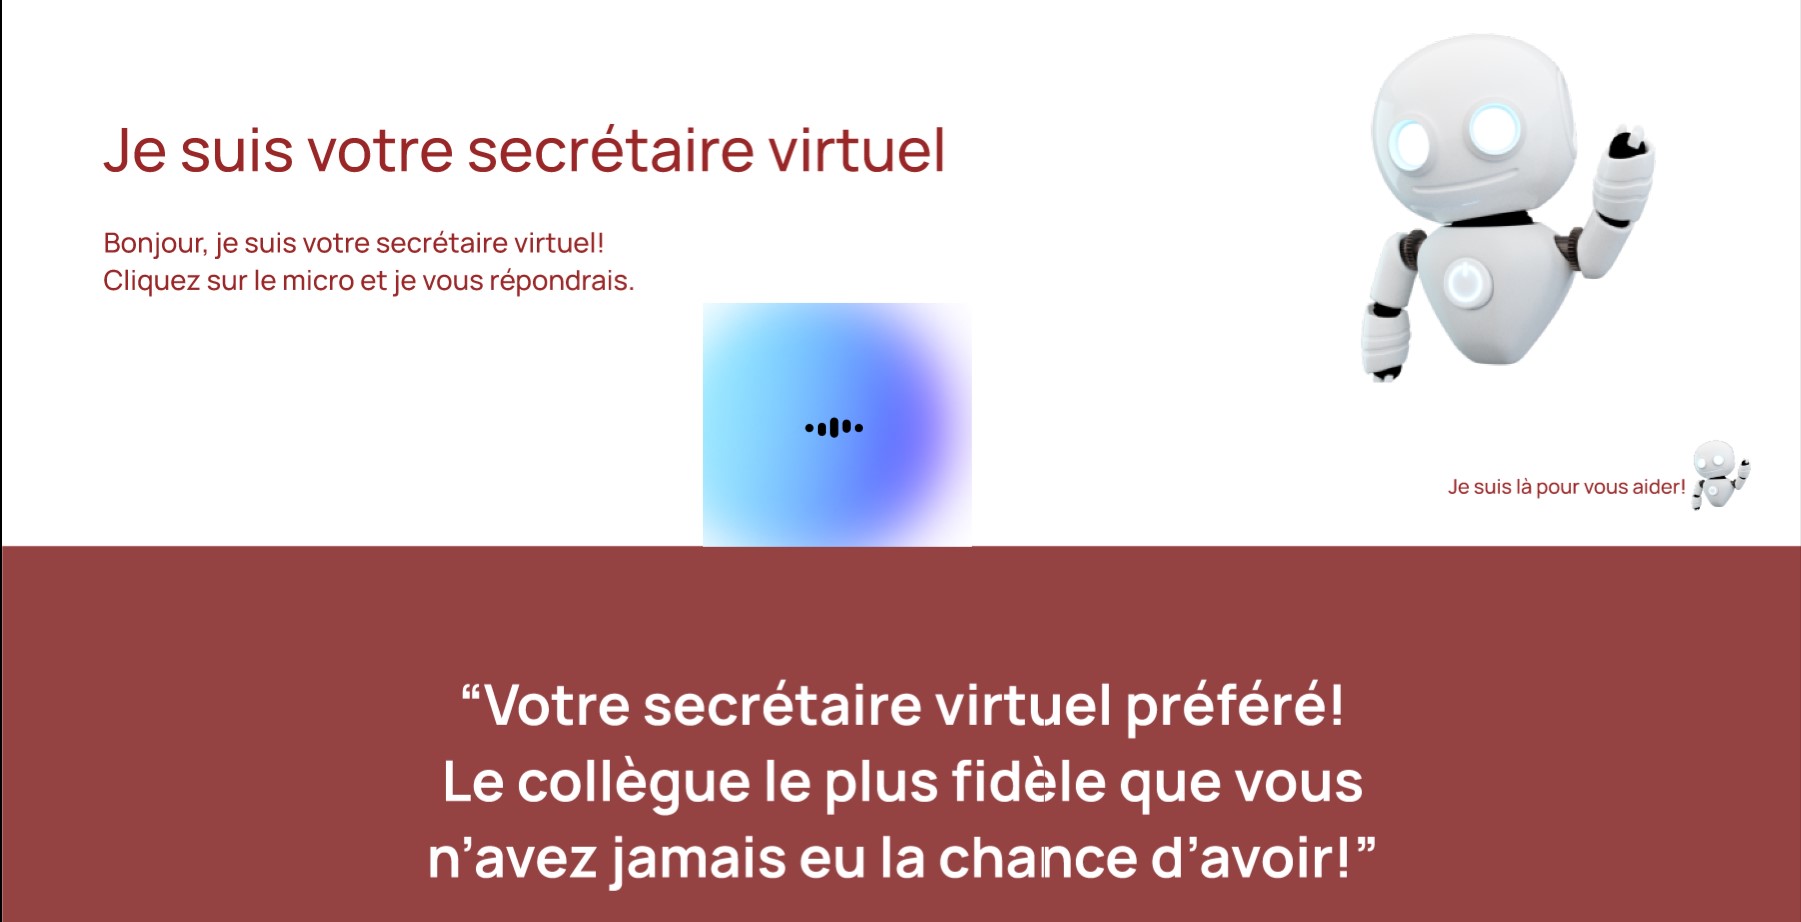 Je suis votre secrétaire virtuel
Bonjour, je suis votre secrétaire virtuel!
Cliquez sur le micro et je vous répondrais.
Je suis là pour vous aider!
“Votre secrétaire virtuel préféré!
Le collègue le plus fidèle que vous
n’avez jamais eu la chance d’avoir!”